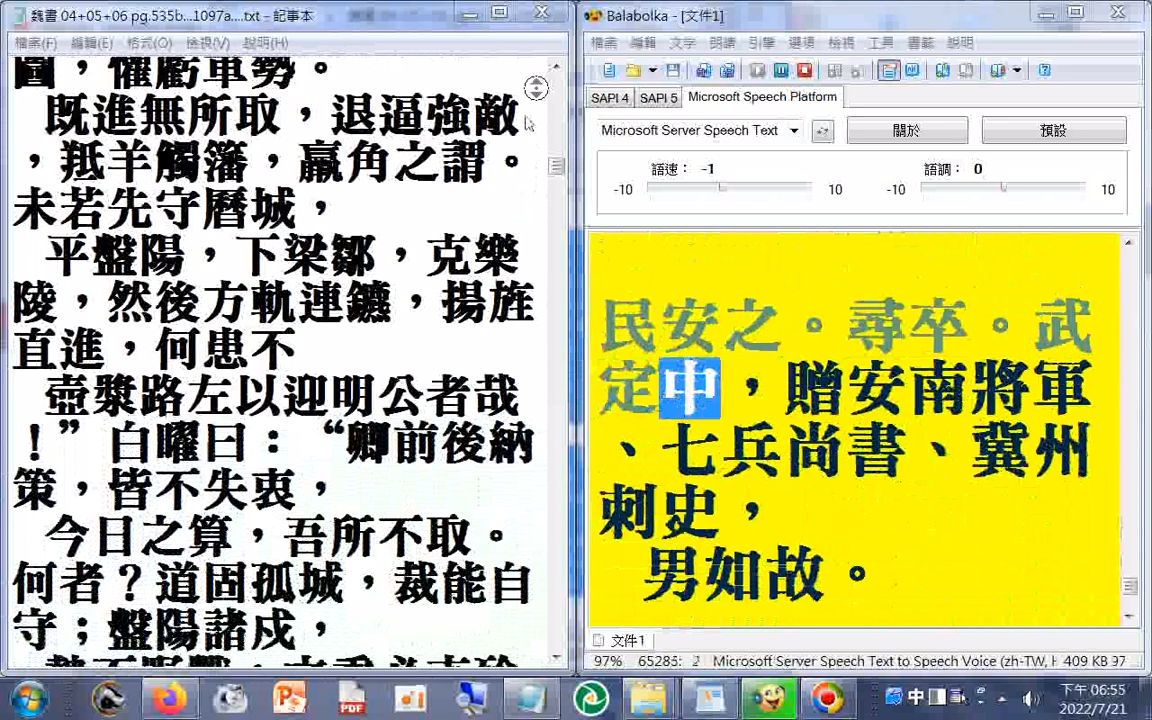 魏書 04+05+06 pg.535b...1097a....txt - 記事本
檔案(F) 編輯(E) 格式(O) 檢視(V) 說明(H)
圖，僅虧軍勢。
既進無所取，退逼強敵
，羝羊觸籓，羸角之謂。
未若先守曆城，
平盤陽，下梁鄒，克樂
陵，然後方軌連鑣，揚旌
直進，何患不
壺漿路左以迎明公者哉
！” 白曜曰：“卿前後納
策，皆不失衷，
今日之算，吾所不取。
何者？道固孤城，裁能自
守；盤陽諸戍，
Balabolka - [文件1]
檔案 編輯 文字 朗讀 引擎 選項 檢視 工具 書籤 說明
SAPI 4 SAPI 5 Microsoft Speech Platform
Microsoft Server Speech Text 關於 預設
語速： -1 語調： 0
-10 10 -10 10
民安之。尋卒。武
定中，贈安南將軍
、七兵尚書、冀州
刺史，
男如故。
文件1
97% 65285: 2 Microsoft Server Speech Text to Speech Voice (zh-TW, H 409 KB 97
PDF
中
下午 06:55
2022/7/21